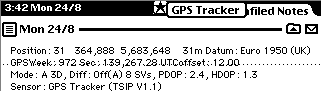 3:42 Mon 24/8 GPS Tracker filed Notes
Mon 24/8
Position: 31 364,888 5,683,648 31m Datum: Euro 1950 (UK)
GPSWeek: 972 Sec: 139,267.28 UTCoffset: 12.00
Mode: A 3D, Diff: Off(A) 8 SVs, PDOP: 2.4, HDOP: 1.3
Sensor: GPS Tracker (TSIP V1.1)